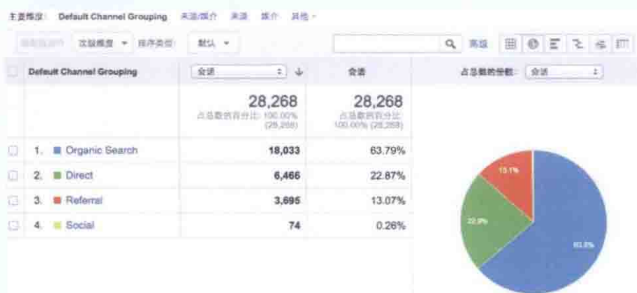 主要维度: Default Channel Grouping 来源/媒介 来源 媒介 其他
次级维度 排序类型: 默认
高级
Default Channel Grouping 会话 会话 占总数的份额: 会话
28,268 28,268
占总数的百分比: 100.00% 占总数的百分比:
(28,268) 100.00% (28,268)
1. Organic Search 18,033 63.79%
2. Direct 6,466 22.87%
3. Referral 3,695 13.07%
4. Social 74 0.26%
13.1%
22.9%
63.8%